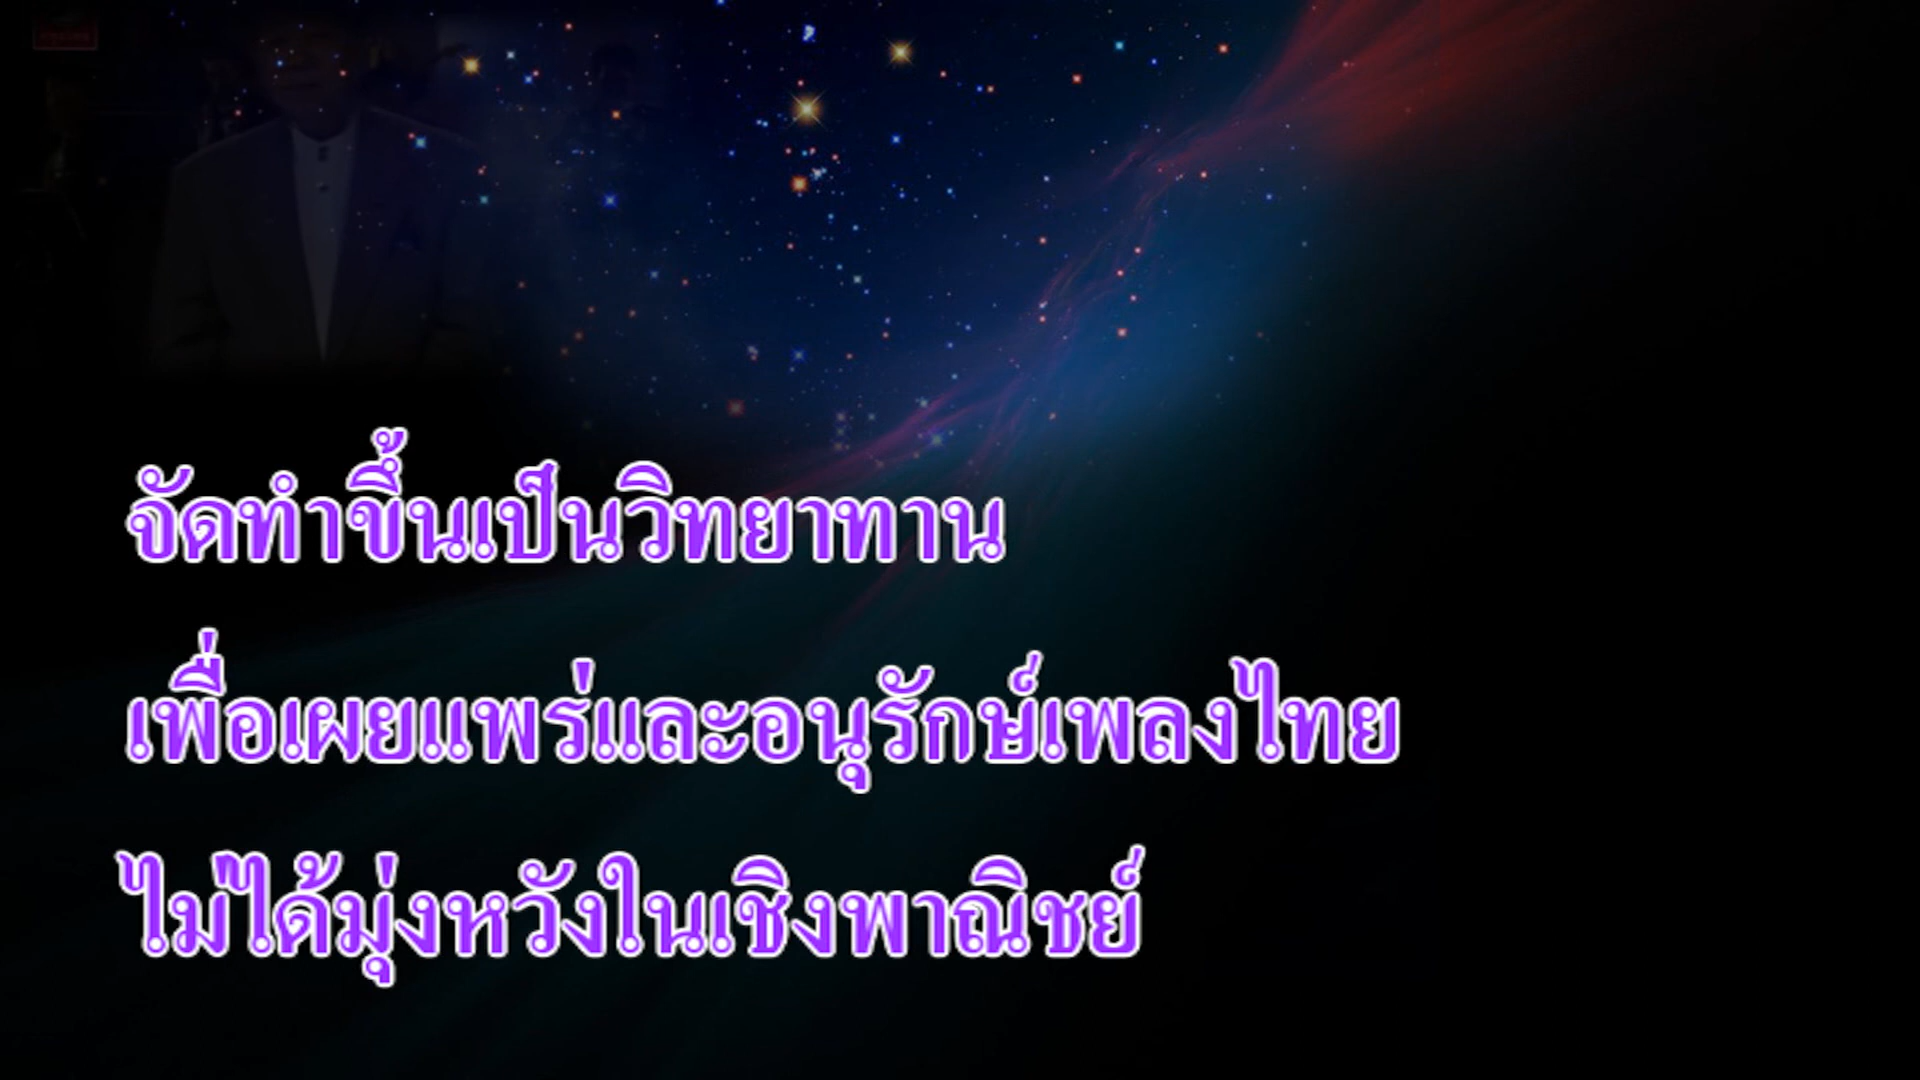 จัดทำขึ้นเป็นวิทยาทาน
เพื่อเผยแพร่และอนุรักษ์เพลงไทย
ไม่ได้มุ่งหวังในเชิงพาณิชย์